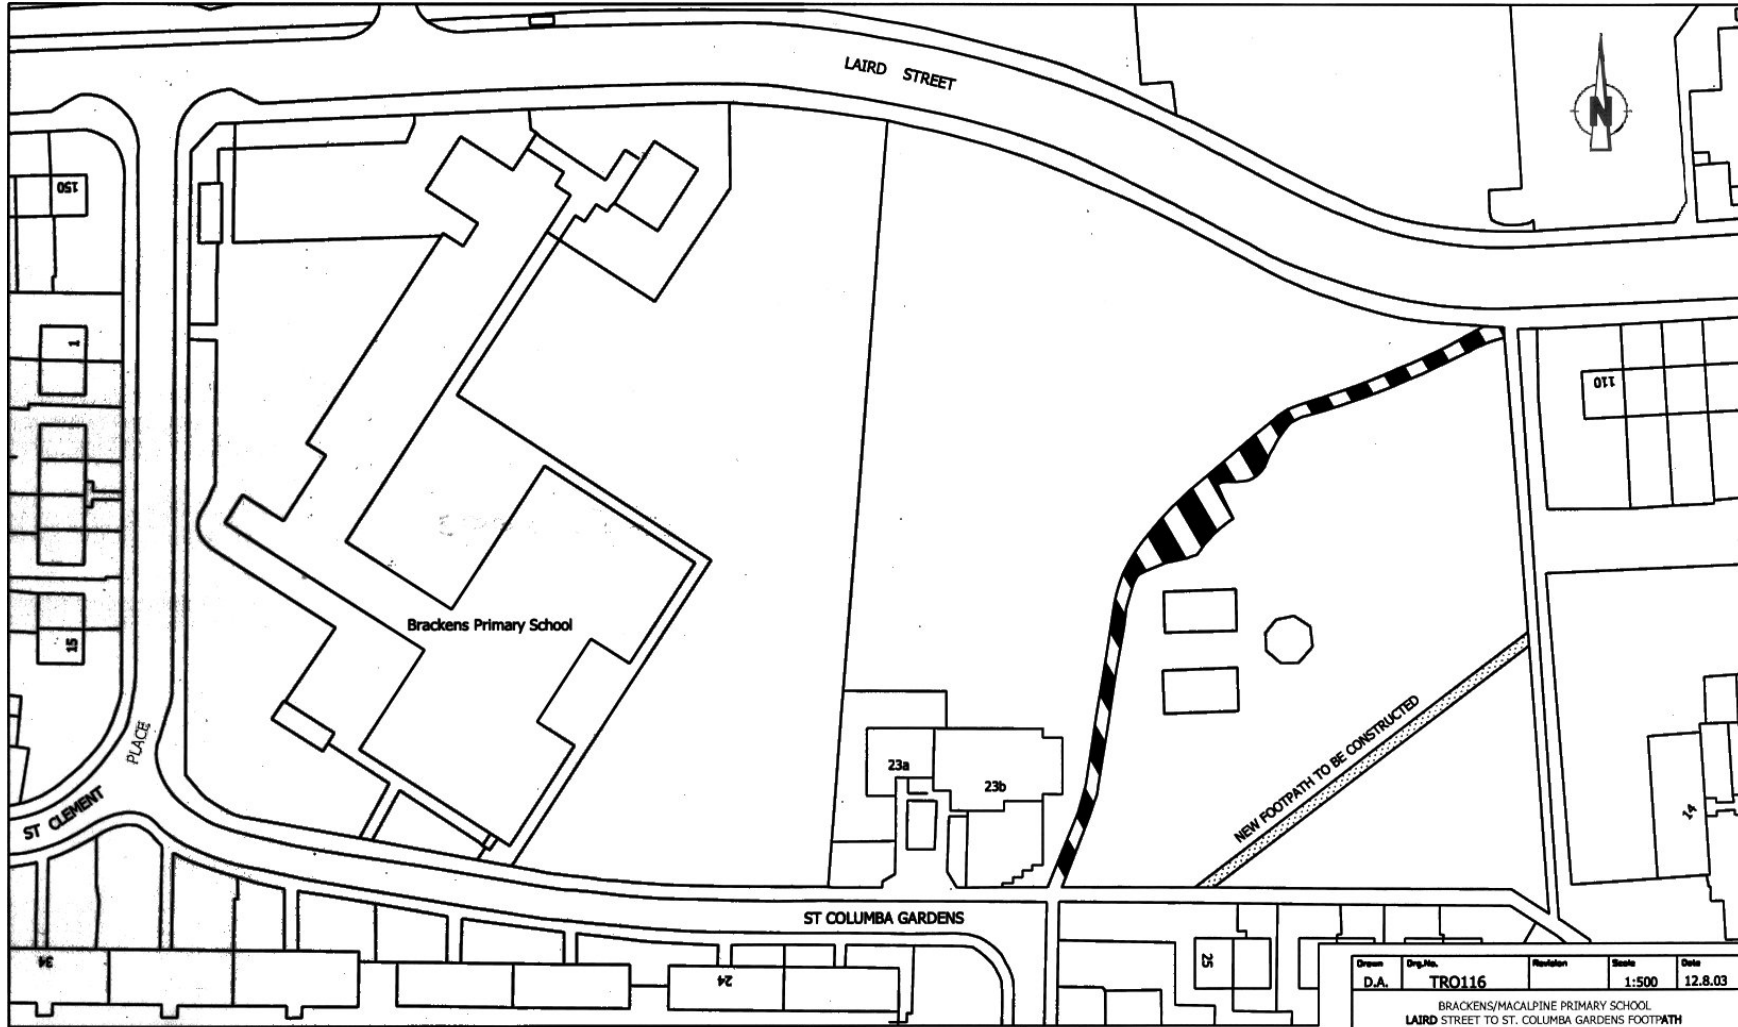 LAIRD STREET
N
150
1
110
Brackens Primary School
15
PLACE
NEW FOOTPATH TO BE CONSTRUCTED
23a
23b
ST CLEMENT
14
ST COLUMBA GARDENS
34
24
25
Drawn Drg.No. Revision Scale Date
D.A. TRO116 1:500 12.8.03
BRACKENS/MACALPINE PRIMARY SCHOOL
LAIRD STREET TO ST. COLUMBA GARDENS FOOTPATH